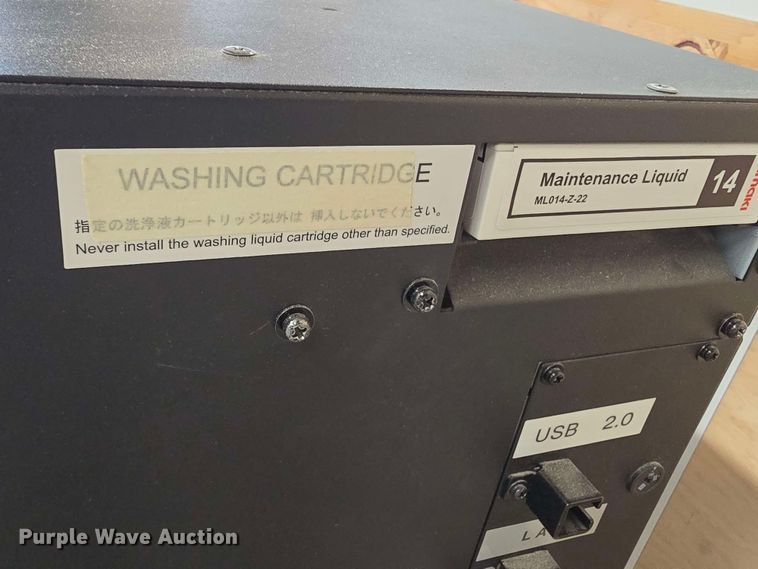 WASHING CARTRIDGE
指定の洗浄液カートリッジ以外は 挿入しないでください。
Never install the washing liquid cartridge other than specified.
Maintenance Liquid
ML014-Z-22
14
USB 2.0
Purple Wave Auction